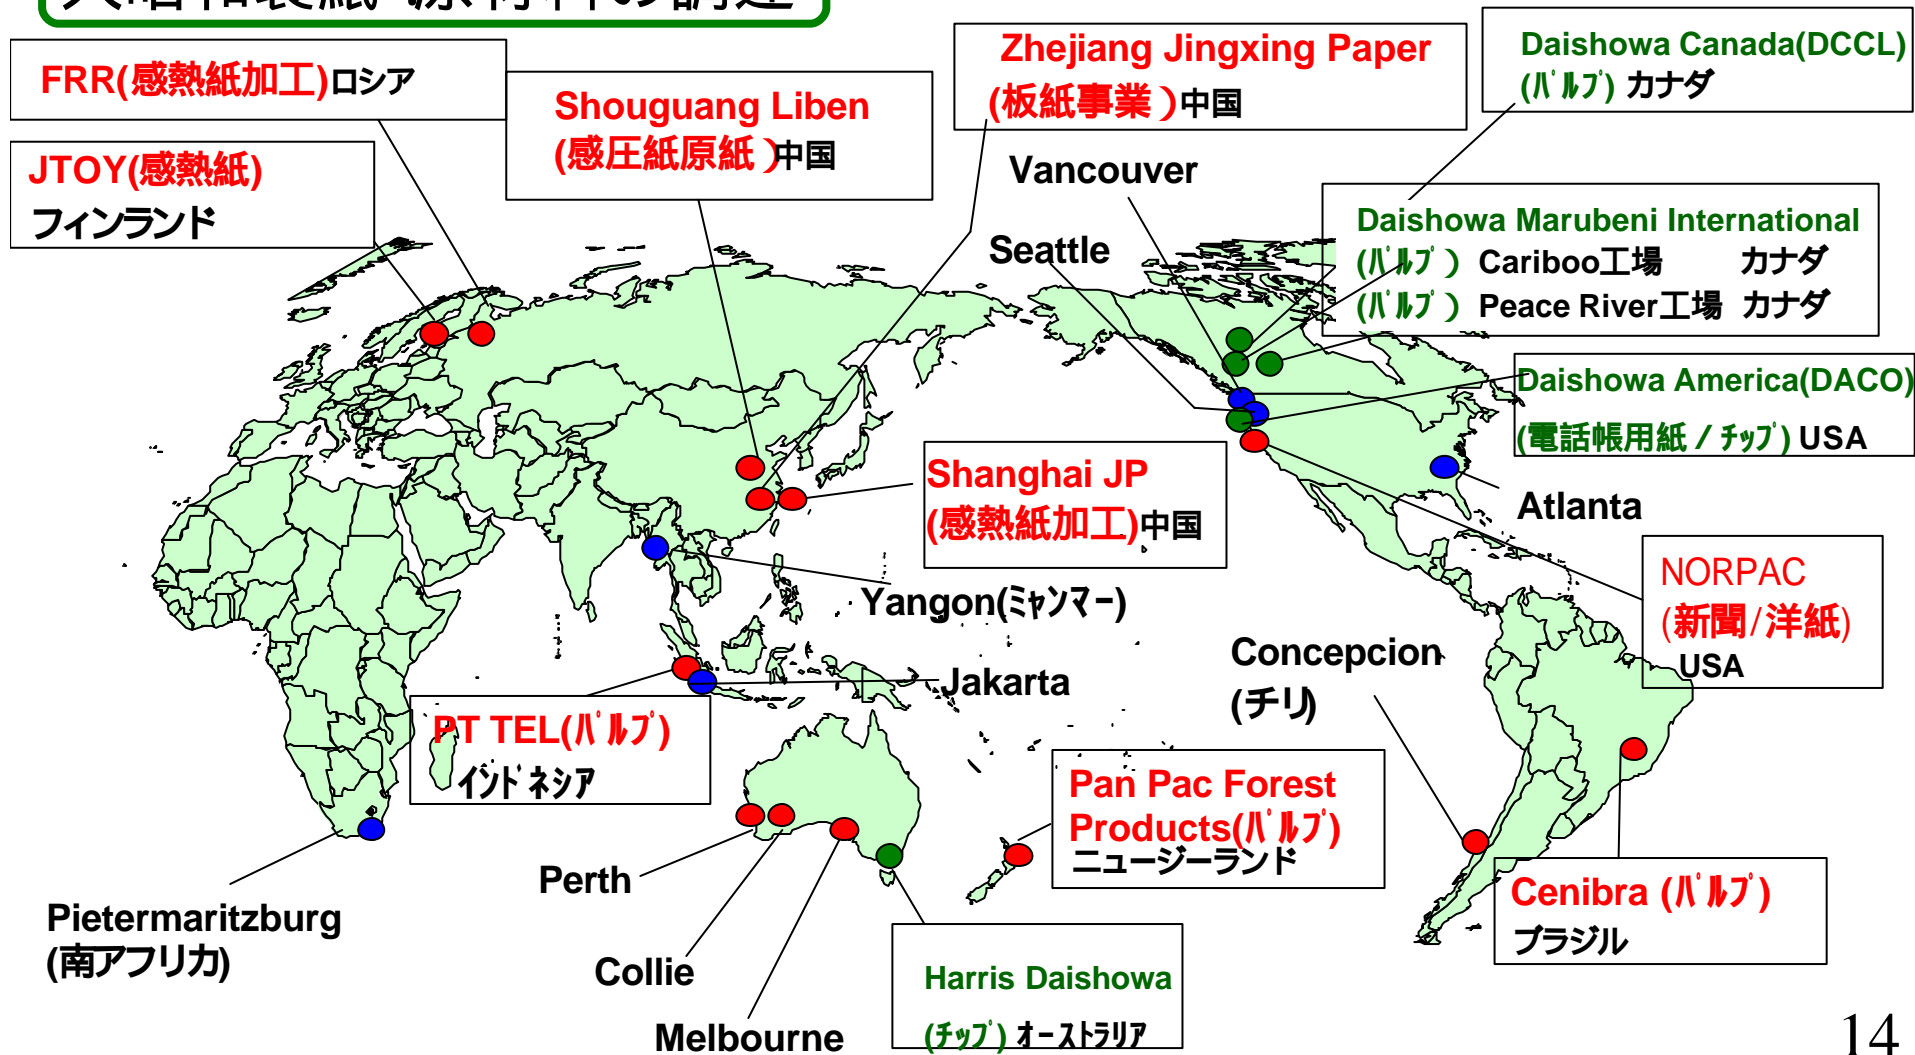 FRR(感熱紙加工)ロシア
JTOY(感熱紙)
フィンランド
Shouguang Liben
(感圧紙原紙)中国
Zhejiang Jingxing Paper
(板紙事業)中国
Daishowa Canada(DCCL)
(パルプ) カナダ
Vancouver
Seattle
Daishowa Marubeni International
(パルプ) Cariboo工場 カナダ
(パルプ) Peace River工場 カナダ
Daishowa America(DACO)
(電話帳用紙/チップ) USA
Shanghai JP
(感熱紙加工)中国
Atlanta
Yangon(ミャンマー)
NORPAC
(新聞/洋紙)
USA
Jakarta
Concepcion
(チリ)
PT TEL(パルプ)
インドネシア
Pan Pac Forest
Products(パルプ)
ニュージーランド
Perth
Cenibra (パルプ)
ブラジル
Pietermaritzburg
(南アフリカ)
Collie
Harris Daishowa
(チップ) オーストラリア
Melbourne
14